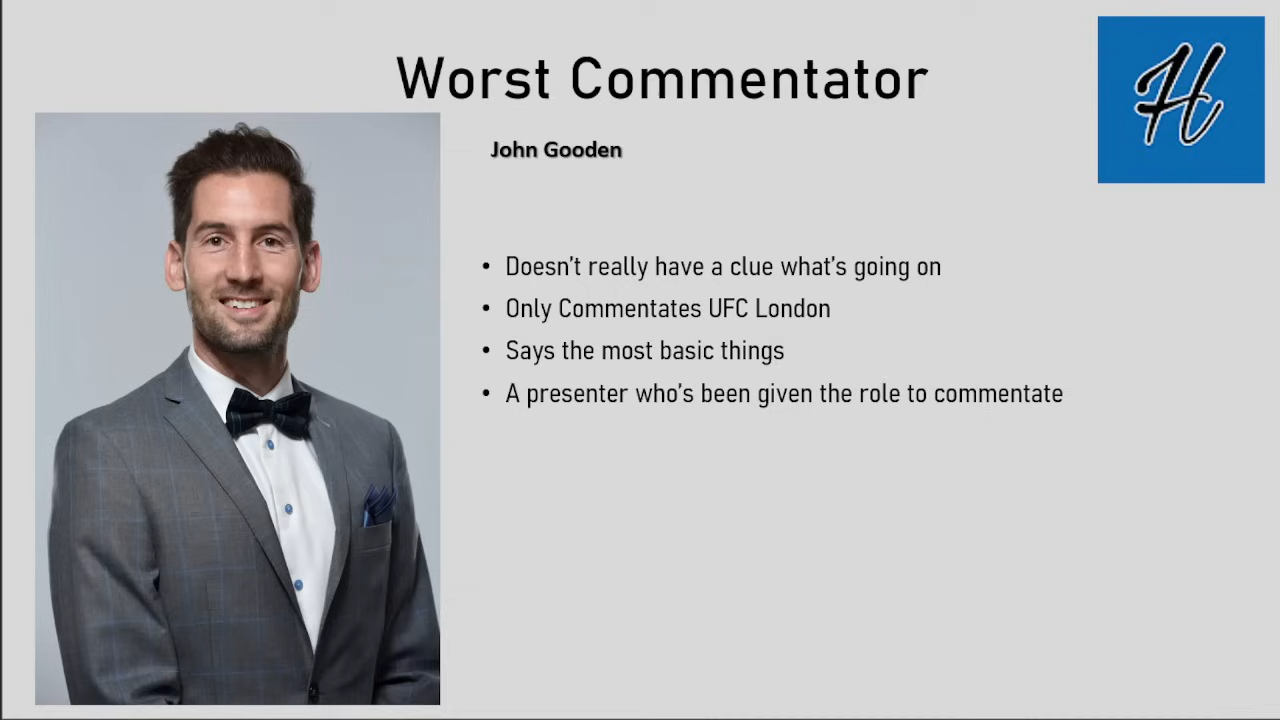 Worst Commentator
H
John Gooden
• Doesn't really have a clue what's going on
• Only Commentates UFC London
• Says the most basic things
• A presenter who's been given the role to commentate